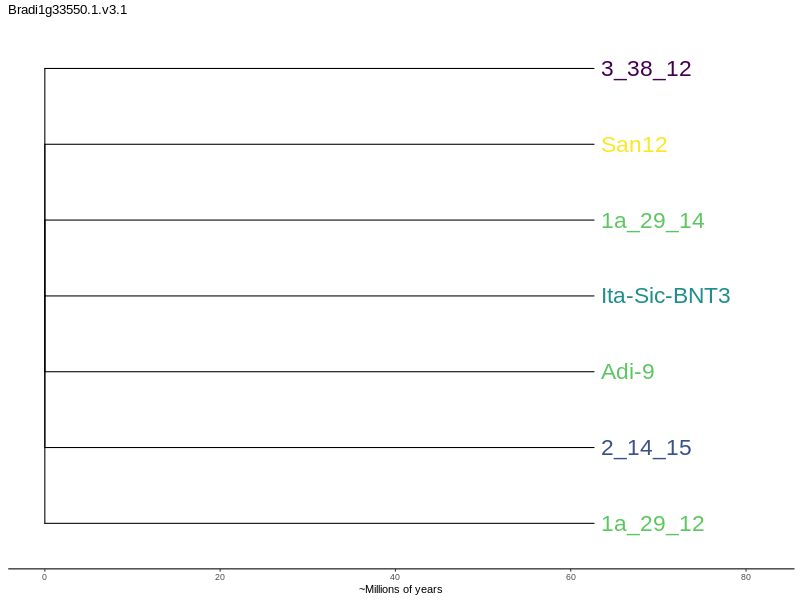 Bradi1g33550.1.v3.1
3_38_12
San12
1a_29_14
Ita-Sic-BNT3
Adi-9
2_14_15
1a_29_12
0 20 40 60 80
~Millions of years